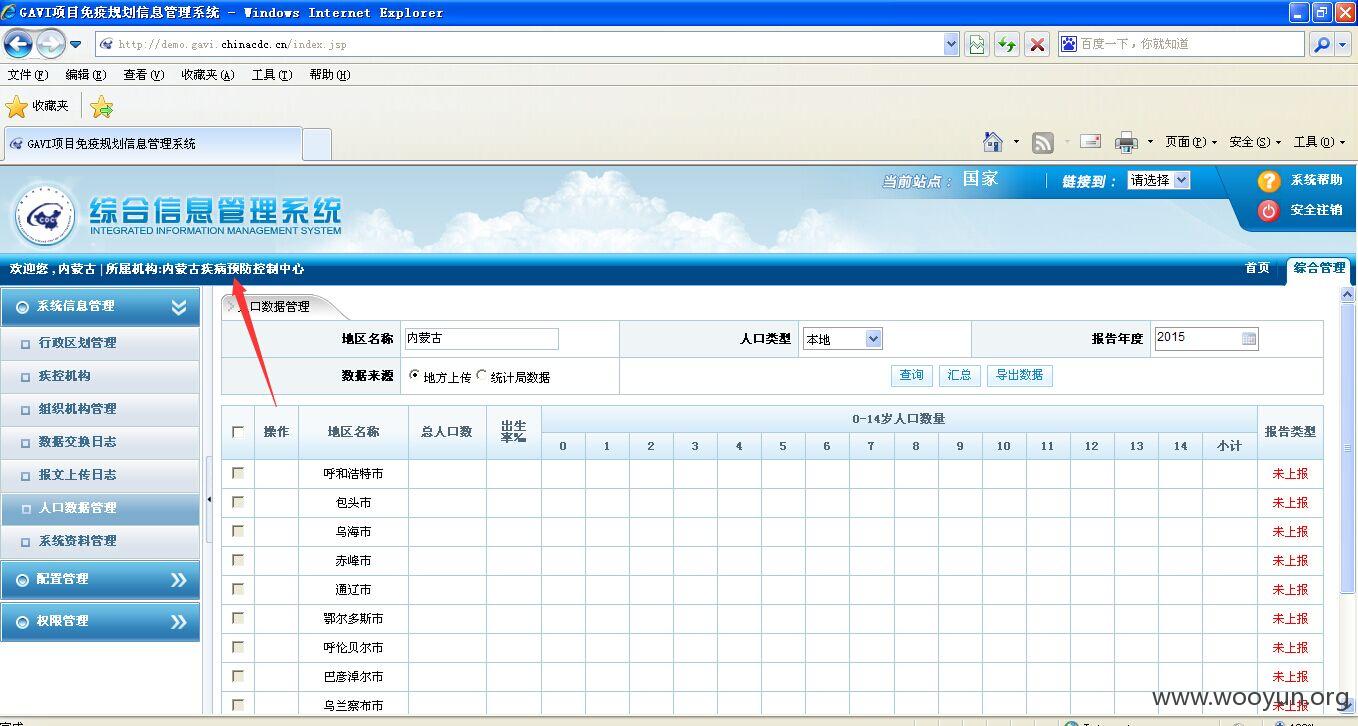 GAVI项目免疫规划信息管理系统 - Windows Internet Explorer
http://demo.gavi.chinacdc.cn/index.jsp
百度一下，你就知道
文件(F) 编辑(E) 查看(V) 收藏夹(A) 工具(T) 帮助(H)
收藏夹
GAVI项目免疫规划信息管理系统
页面(P) 安全(S) 工具(O)
当前站点： 国家 链接到： 请选择 系统帮助
安全注销
CDC
综合信息管理系统
INTEGRATED INFORMATION MANAGEMENT SYSTEM
欢迎您,内蒙古 | 所属机构:内蒙古疾病预防控制中心 首页 综合管理
系统信息管理
行政区划管理
疾控机构
组织机构管理
数据交换日志
报文上传日志
人口数据管理
系统资料管理
配置管理
权限管理
口数据管理
地区名称 内蒙古 人口类型 本地 报告年度 2015
数据来源 地方上传 统计局数据 查询 汇总 导出数据
操作 地区名称 总人口数 出生率‰ 0-14岁人口数量 报告类型
0 1 2 3 4 5 6 7 8 9 10 11 12 13 14 小计
呼和浩特市 未上报
包头市 未上报
乌海市 未上报
赤峰市 未上报
通辽市 未上报
鄂尔多斯市 未上报
呼伦贝尔市 未上报
巴彦淖尔市 未上报
乌兰察布市 未上报
www.wooyun.org